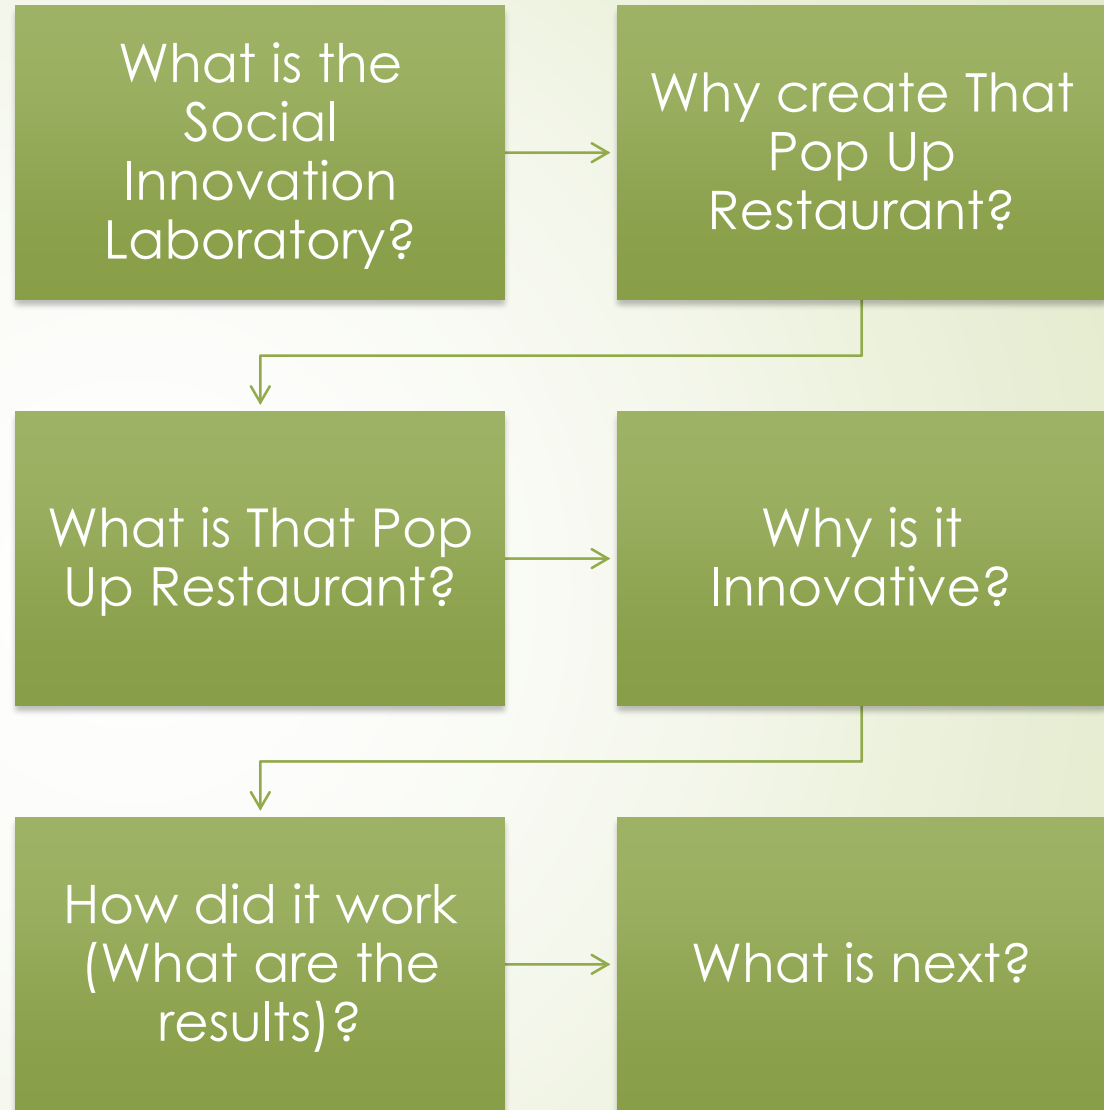 What is the
Social
Innovation
Laboratory?
Why create That
Pop Up
Restaurant?
What is That Pop
Up Restaurant?
Why is it
Innovative?
How did it work
(What are the
results)?
What is next?